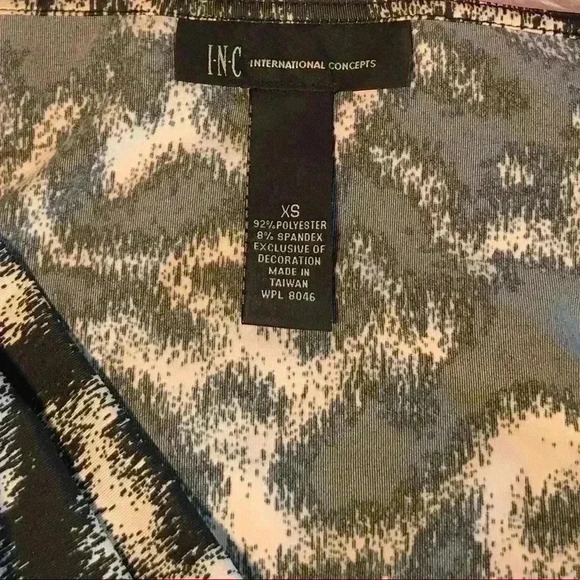 I·N·C INTERNATIONAL CONCEPTS
XS
92% POLYESTER
8% SPANDEX
EXCLUSIVE OF
DECORATION
MADE IN
TAIWAN
WPL 8046